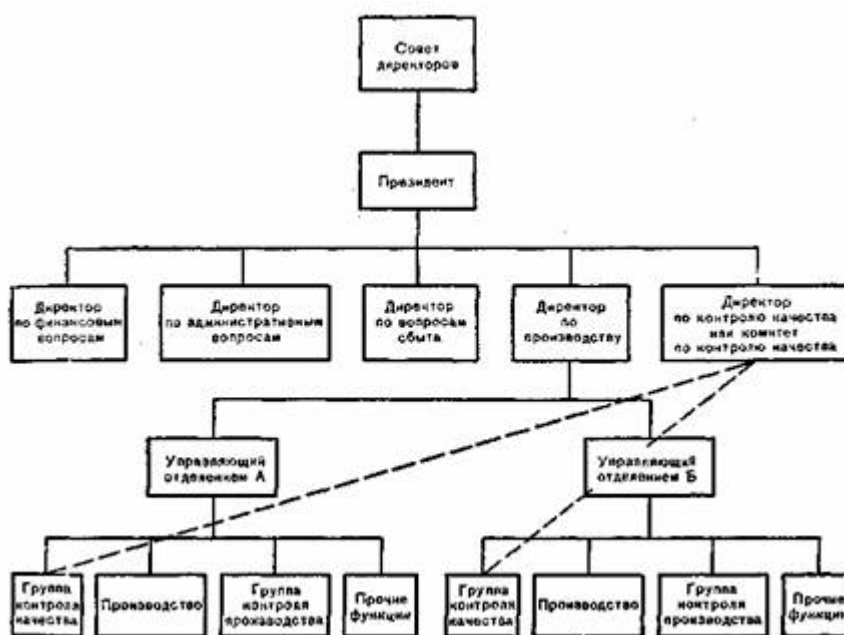 Совет
директоров
Президент
Директор
по финансовым
вопросам
Директор
по административным
вопросам
Директор
по вопросам
сбыта
Директор
по
производству
Директор
по контролю качества
или комитет
по контролю качества
Управляющий
отделением А
Управляющий
отделением Б
Группа
контроля
качества
Производство
Группа
контроля
производства
Прочие
функции
Группа
контроля
качества
Производство
Группа
контроля
производства
Прочие
функции